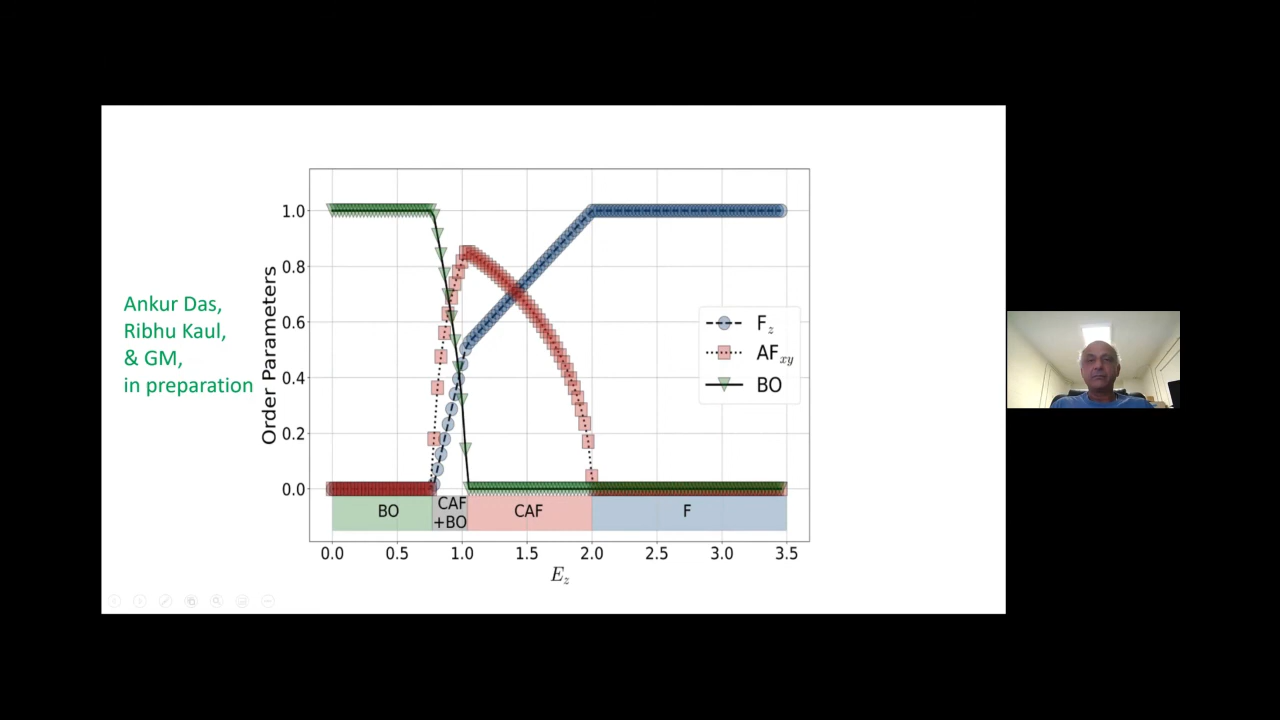 Ankur Das,
Ribhu Kaul,
& GM,
in preparation
Order Parameters
1.0
0.8
0.6
0.4
0.2
0.0
F_z
AF_xy
BO
BO
CAF
+BO
CAF
F
0.0 0.5 1.0 1.5 2.0 2.5 3.0 3.5
E_z